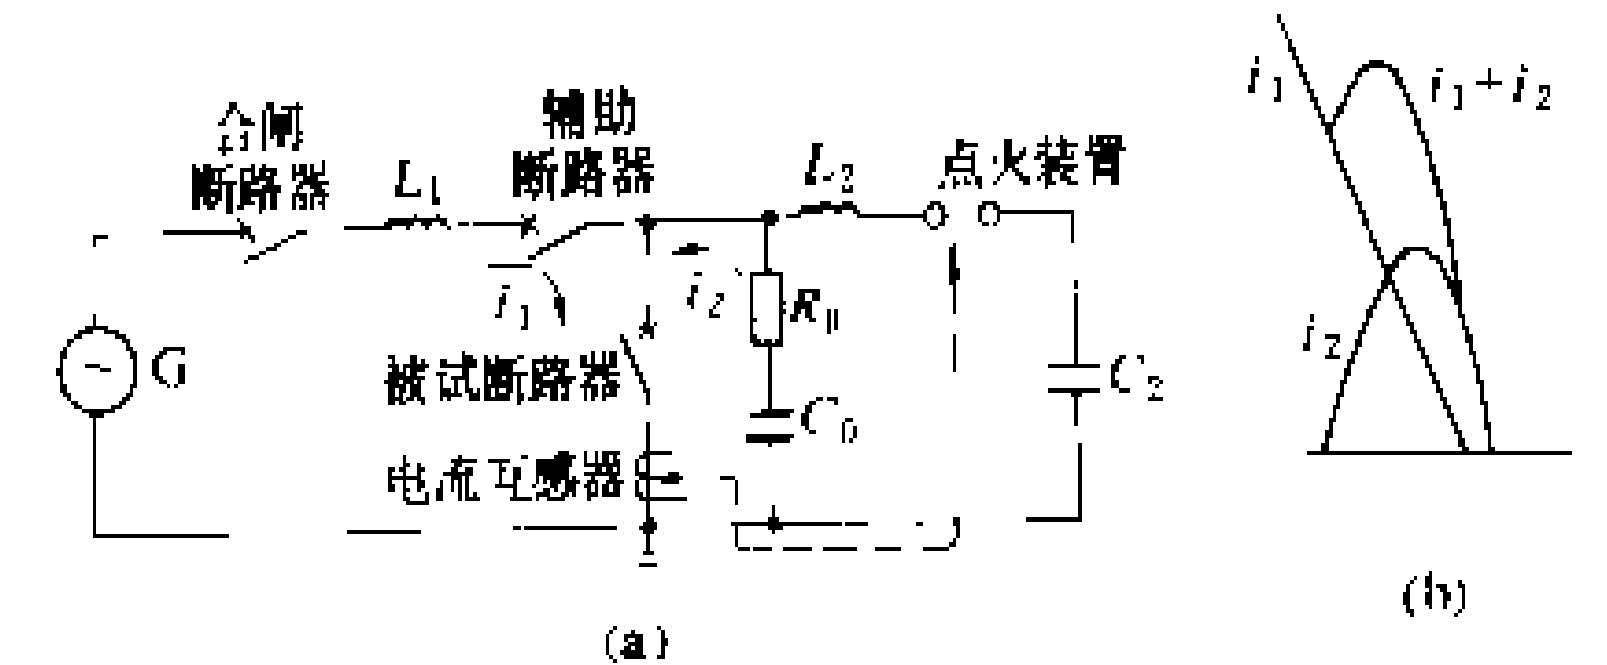 合闸
断路器
L1
辅助
断路器
L2
点火装置
i1
i2
R0
G
~
被试断路器
C0
C2
电流互感器
(a)
i1
i1+i2
i2
(b)